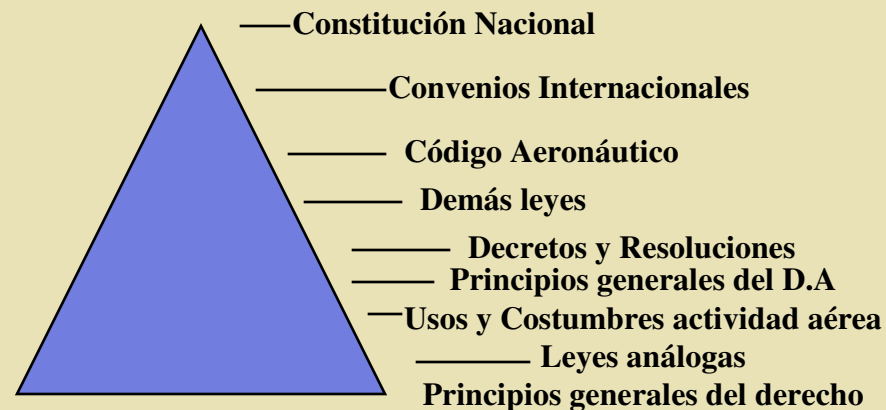 Constitución Nacional
Convenios Internacionales
Código Aeronáutico
Demás leyes
Decretos y Resoluciones
Principios generales del D.A
Usos y Costumbres actividad aérea
Leyes análogas
Principios generales del derecho